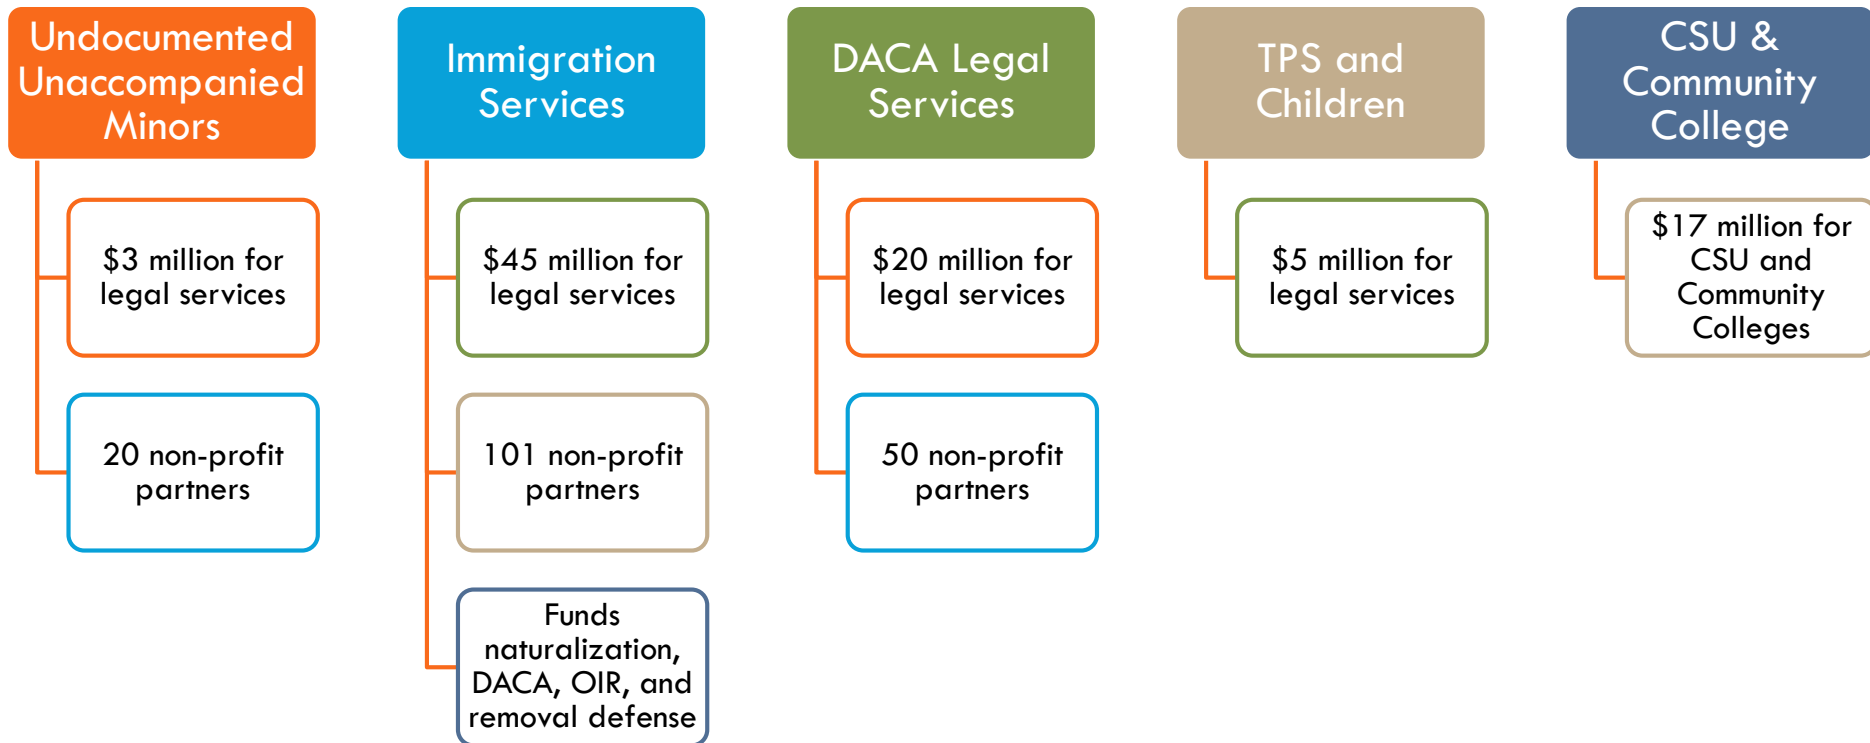 Undocumented
Unaccompanied
Minors
$3 million for
legal services
20 non-profit
partners
Immigration
Services
$45 million for
legal services
101 non-profit
partners
Funds
naturalization,
DACA, OIR, and
removal defense
DACA Legal
Services
$20 million for
legal services
50 non-profit
partners
TPS and
Children
$5 million for
legal services
CSU &
Community
College
$17 million for
CSU and
Community
Colleges